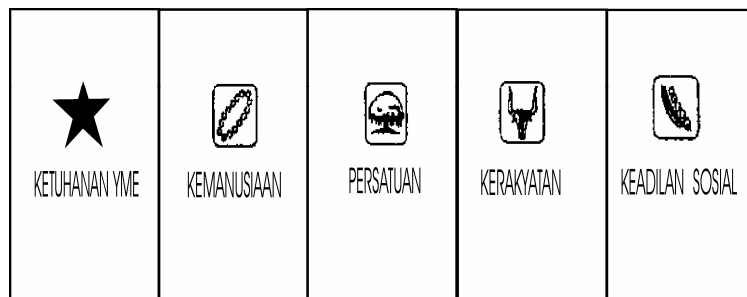 KETUHANAN YME
KEMANUSIAAN
PERSATUAN
KERAKYATAN
KEADILAN SOSIAL